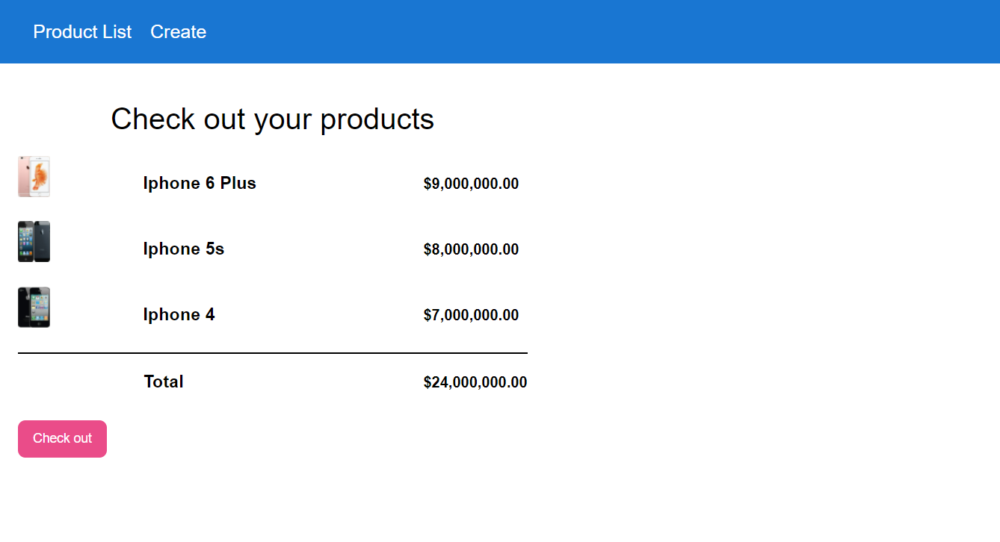 Product List Create
Check out your products
Iphone 6 Plus $9,000,000.00
Iphone 5s $8,000,000.00
Iphone 4 $7,000,000.00
Total $24,000,000.00
Check out